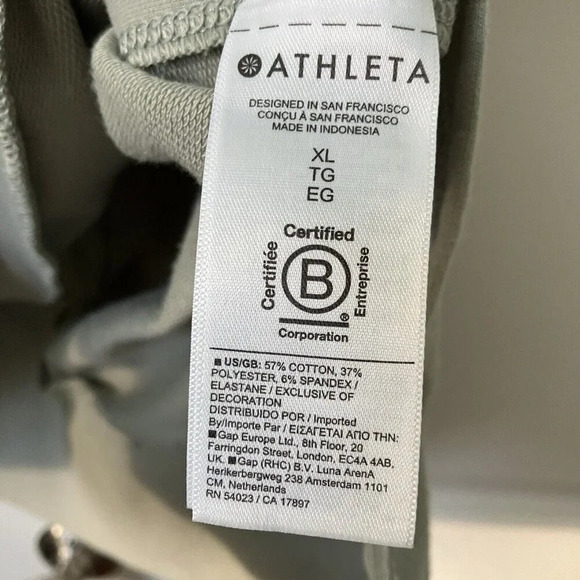 ATHLETA
DESIGNED IN SAN FRANCISCO
CONÇU À SAN FRANCISCO
MADE IN INDONESIA
XL
TG
EG
Certified
Certifiée
B
Entreprise
®
Corporation
US/GB: 57% COTTON, 37%
POLYESTER, 6% SPANDEX /
ELASTANE / EXCLUSIVE OF
DECORATION
DISTRIBUIDO POR / Imported
By/Importe Par / ΕΙΣΑΓΕΤΑΙ ΑΠΟ ΤΗΝ:
Gap Europe Ltd., 8th Floor, 20
Farringdon Street, London, EC4A 4AB,
UK. Gap (RHC) B.V. Luna ArenA
Herikerbergweg 238 Amsterdam 1101
CM, Netherlands
RN 54023 / CA 17897